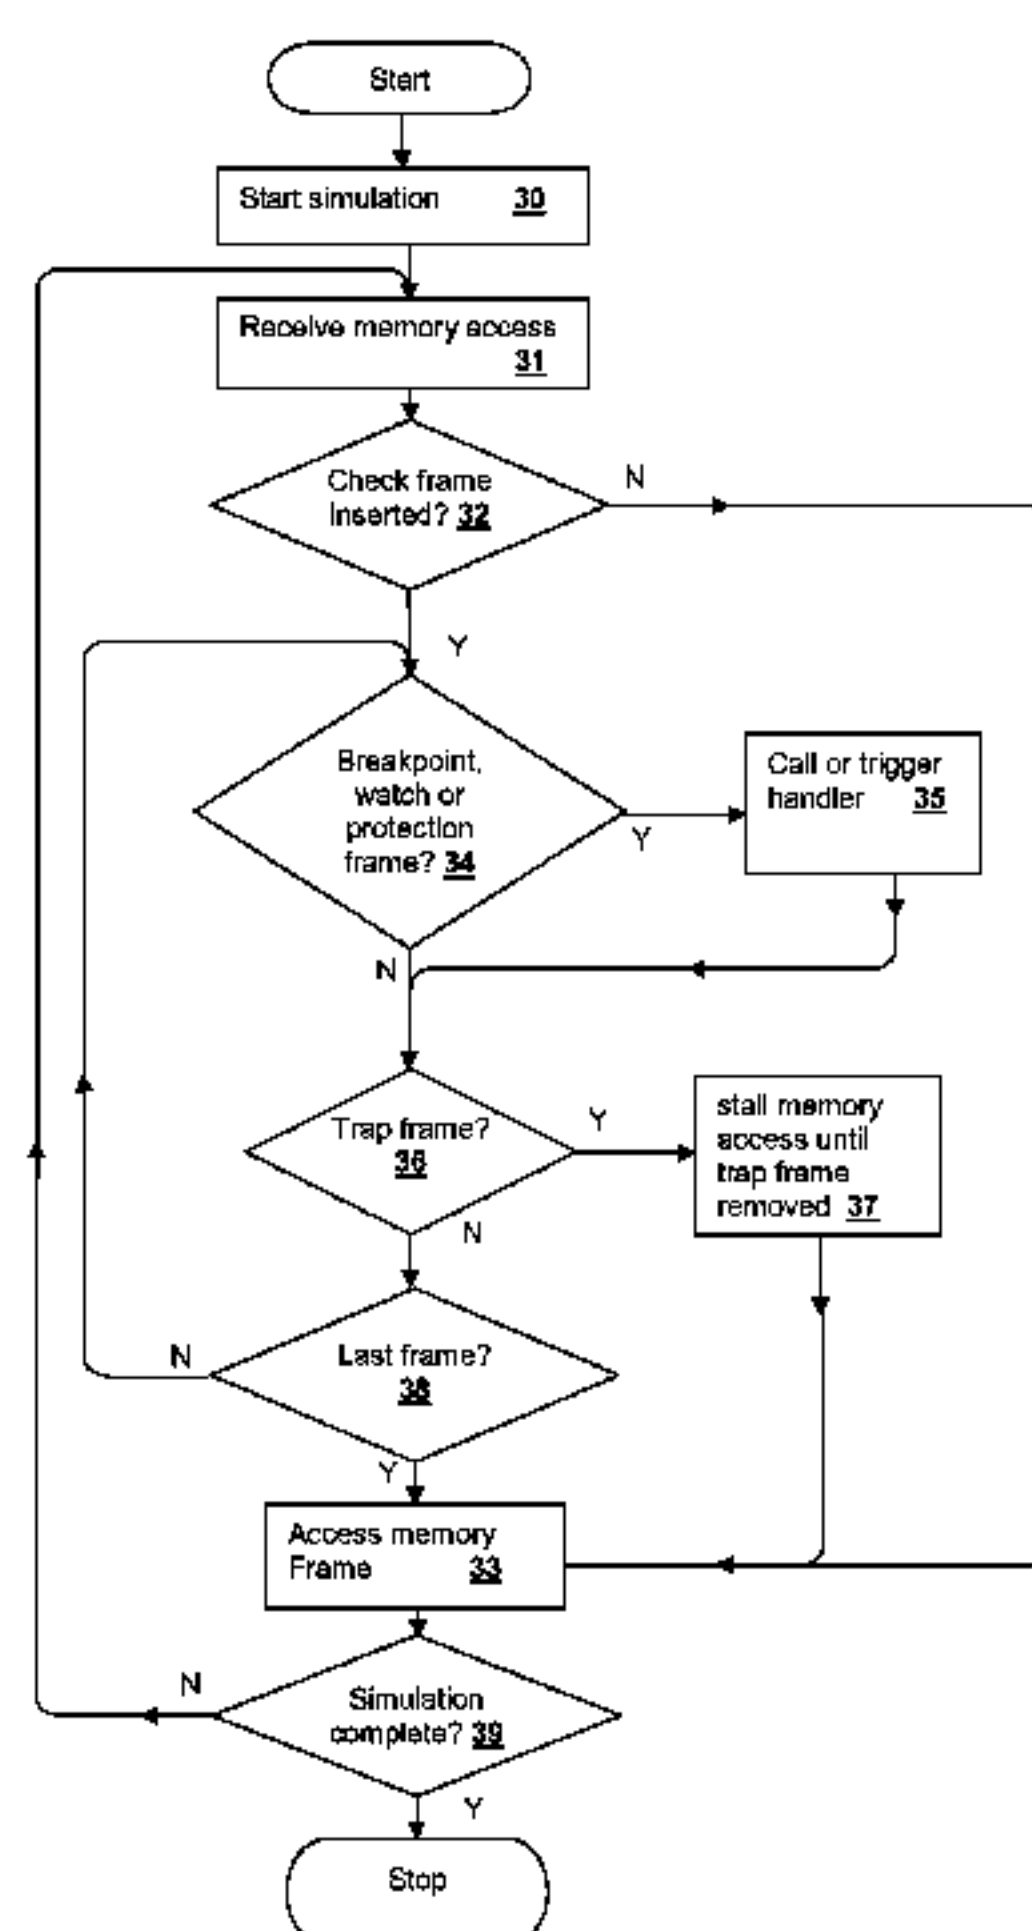 Start
Start simulation 30
Receive memory access
31
Check frame
inserted? 32
N
Y
Breakpoint,
watch or
protection
frame? 34
Y
Call or trigger
handler 35
N
Trap frame?
36
Y
stall memory
access until
trap frame
removed 37
N
Last frame?
38
N
Y
Access memory
Frame 33
Simulation
complete? 39
N
Y
Stop